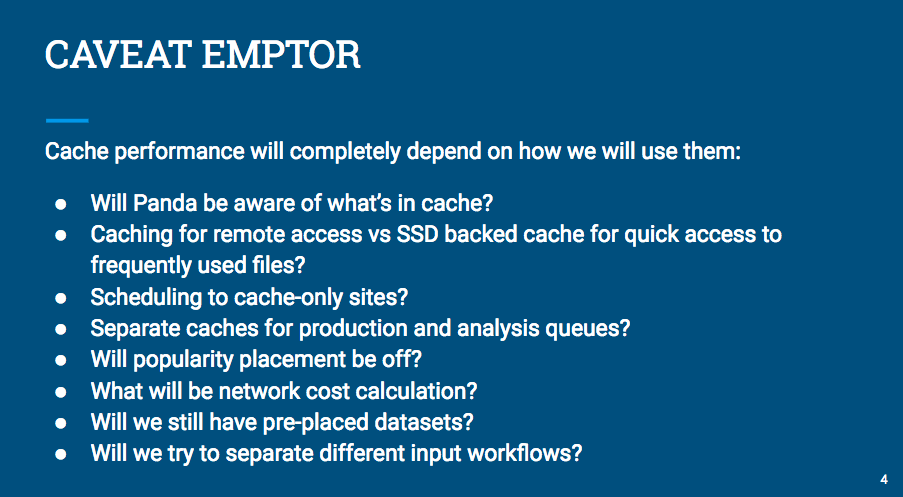 CAVEAT EMPTOR
Cache performance will completely depend on how we will use them:
● Will Panda be aware of what's in cache?
● Caching for remote access vs SSD backed cache for quick access to
frequently used files?
● Scheduling to cache-only sites?
● Separate caches for production and analysis queues?
● Will popularity placement be off?
● What will be network cost calculation?
● Will we still have pre-placed datasets?
● Will we try to separate different input workflows?
4